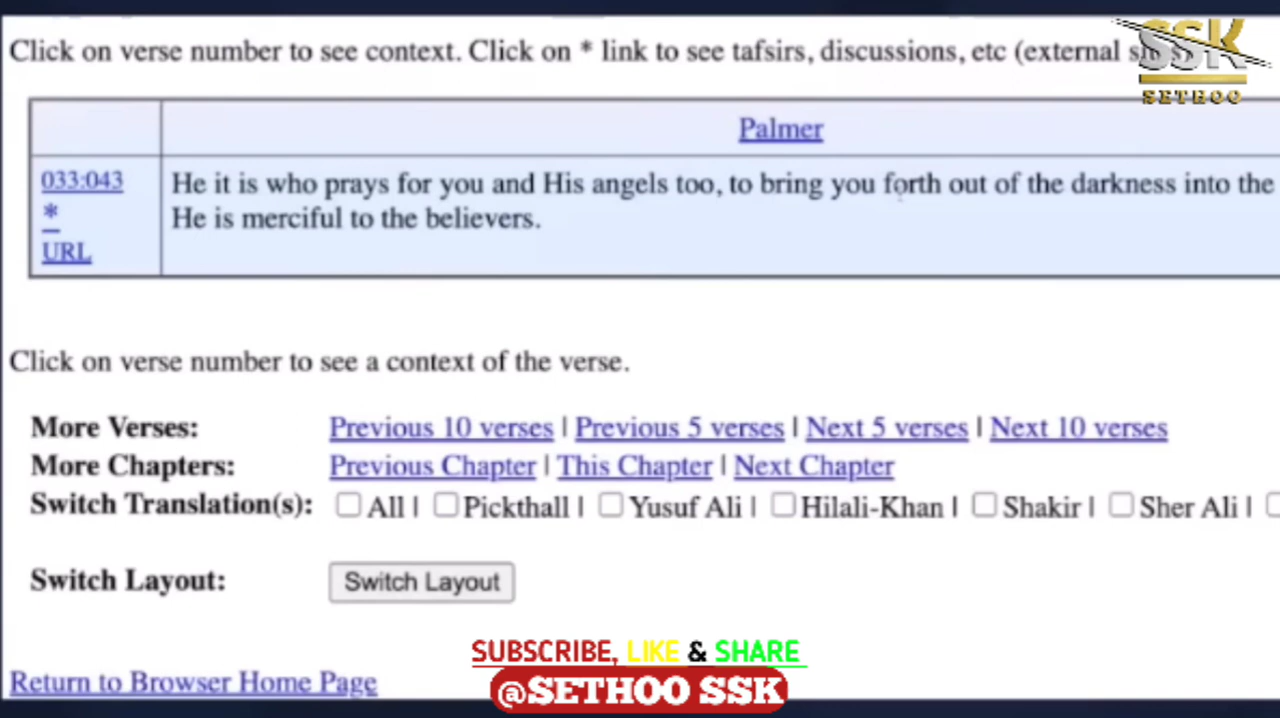 Click on verse number to see context. Click on * link to see tafsirs, discussions, etc (external
SSK
SETHOO
Palmer
033:043
*
URL
He it is who prays for you and His angels too, to bring you forth out of the darkness into the
He is merciful to the believers.
Click on verse number to see a context of the verse.
More Verses: Previous 10 verses | Previous 5 verses | Next 5 verses | Next 10 verses
More Chapters: Previous Chapter | This Chapter | Next Chapter
Switch Translation(s): All | Pickthall | Yusuf Ali | Hilali-Khan | Shakir | Sher Ali |
Switch Layout: Switch Layout
Return to Browser Home Page
SUBSCRIBE, LIKE & SHARE
@SETHOO SSK